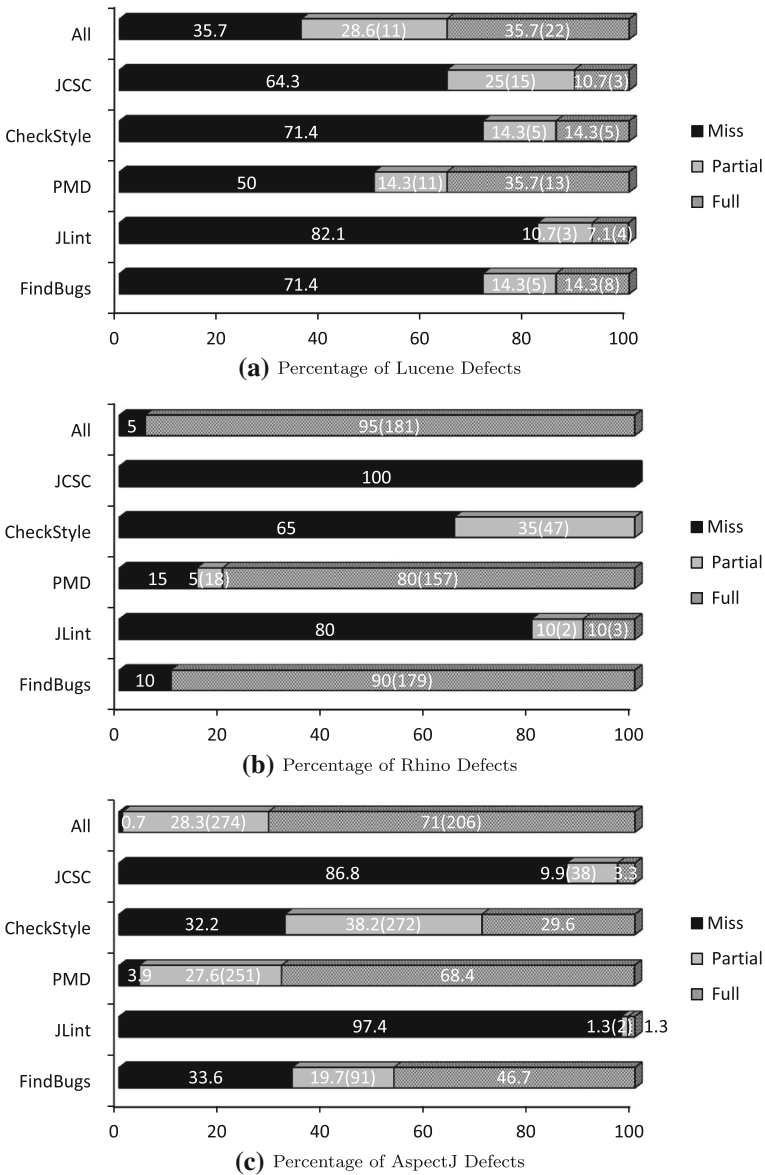 All 35.7 28.6(11) 35.7(22)
JCSC 64.3 25(15) 10.7(3)
CheckStyle 71.4 14.3(5) 14.3(5)
PMD 50 14.3(11) 35.7(13)
JLint 82.1 10.7(3) 7.1(4)
FindBugs 71.4 14.3(5) 14.3(8)
Miss
Partial
Full
0 20 40 60 80 100
(a) Percentage of Lucene Defects
All 5 95(181)
JCSC 100
CheckStyle 65 35(47)
PMD 15 5(18) 80(157)
JLint 80 10(2) 10(3)
FindBugs 10 90(179)
Miss
Partial
Full
0 20 40 60 80 100
(b) Percentage of Rhino Defects
All 0.7 28.3(274) 71(206)
JCSC 86.8 9.9(38) 3.3
CheckStyle 32.2 38.2(272) 29.6
PMD 3.9 27.6(251) 68.4
JLint 97.4 1.3(2) 1.3
FindBugs 33.6 19.7(91) 46.7
Miss
Partial
Full
0 20 40 60 80 100
(c) Percentage of AspectJ Defects